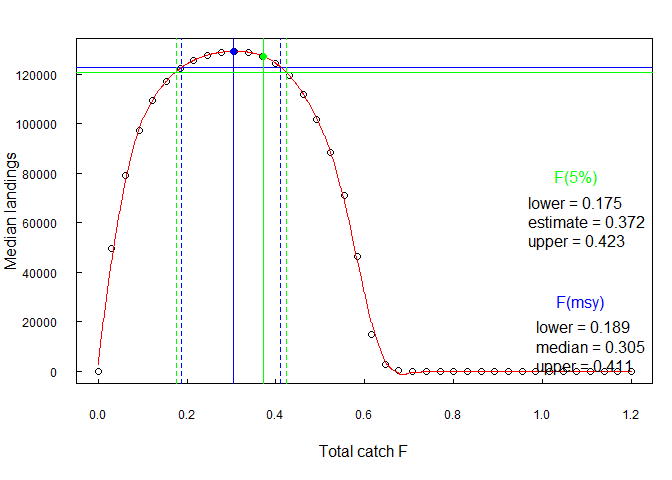 120000
100000
80000
60000
40000
20000
0
Median landings
F(5%)
lower = 0.175
estimate = 0.372
upper = 0.423
F(msy)
lower = 0.189
median = 0.305
upper = 0.411
0.0 0.2 0.4 0.6 0.8 1.0 1.2
Total catch F